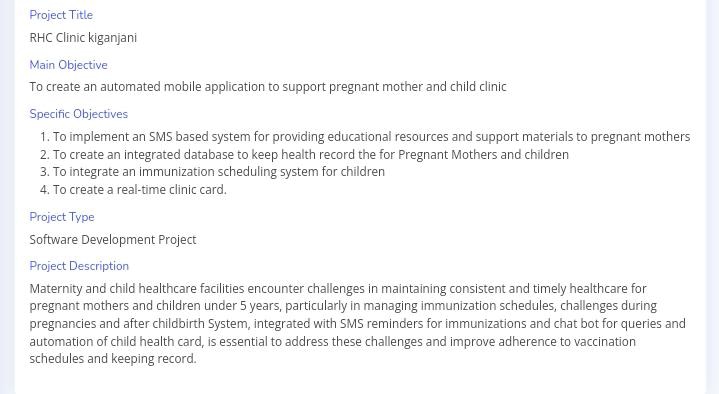 Project Title
RHC Clinic kiganjani
Main Objective
To create an automated mobile application to support pregnant mother and child clinic
Specific Objectives
1. To implement an SMS based system for providing educational resources and support materials to pregnant mothers
2. To create an integrated database to keep health record the for Pregnant Mothers and children
3. To integrate an immunization scheduling system for children
4. To create a real-time clinic card.
Project Type
Software Development Project
Project Description
Maternity and child healthcare facilities encounter challenges in maintaining consistent and timely healthcare for
pregnant mothers and children under 5 years, particularly in managing immunization schedules, challenges during
pregnancies and after childbirth System, integrated with SMS reminders for immunizations and chat bot for queries and
automation of child health card, is essential to address these challenges and improve adherence to vaccination
schedules and keeping record.